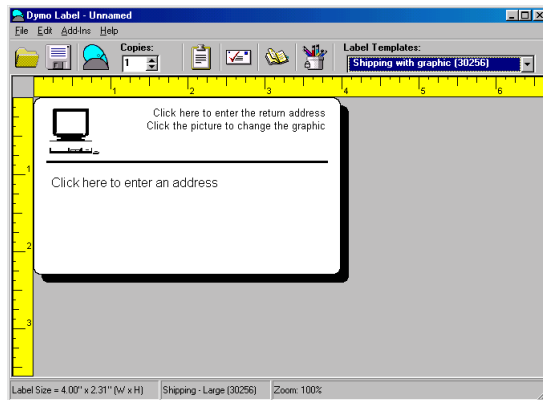 Dymo Label - Unnamed
File Edit Add-Ins Help
Copies:
1
Label Templates:
Shipping with graphic (30256)
1 2 3 4 5 6
1
2
3
Click here to enter the return address
Click the picture to change the graphic
Click here to enter an address
Label Size = 4.00" x 2.31" (W x H) Shipping - Large (30256) Zoom: 100%